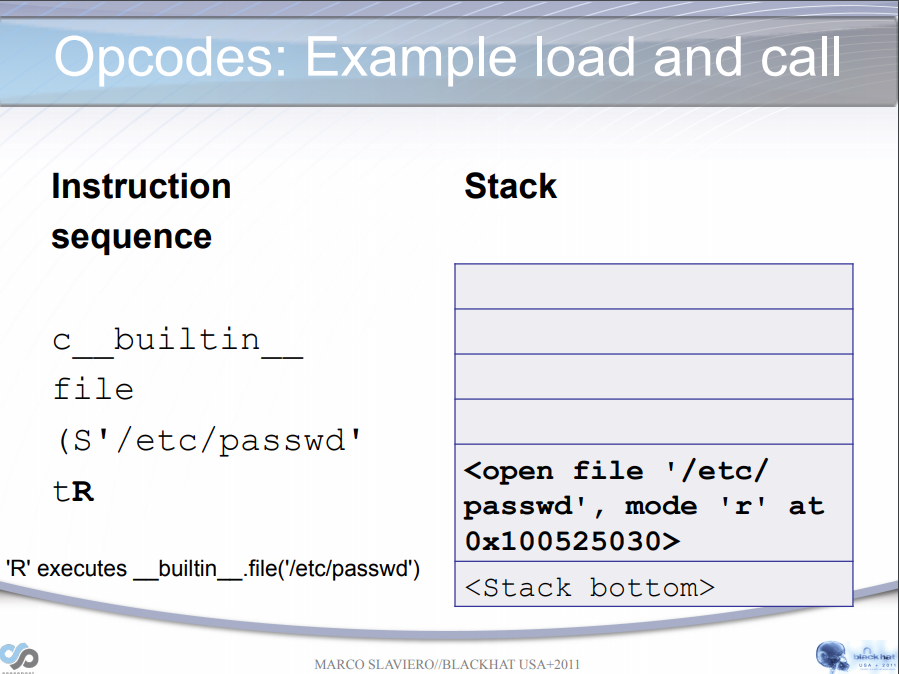 Opcodes: Example load and call
Instruction
sequence
Stack
c__builtin__
file
(S'/etc/passwd'
tR
<open file '/etc/
passwd', mode 'r' at
0x100525030>
<Stack bottom>
'R' executes __builtin__.file('/etc/passwd')
MARCO SLAVIERO//BLACKHAT USA+2011
black hat
USA + 2011